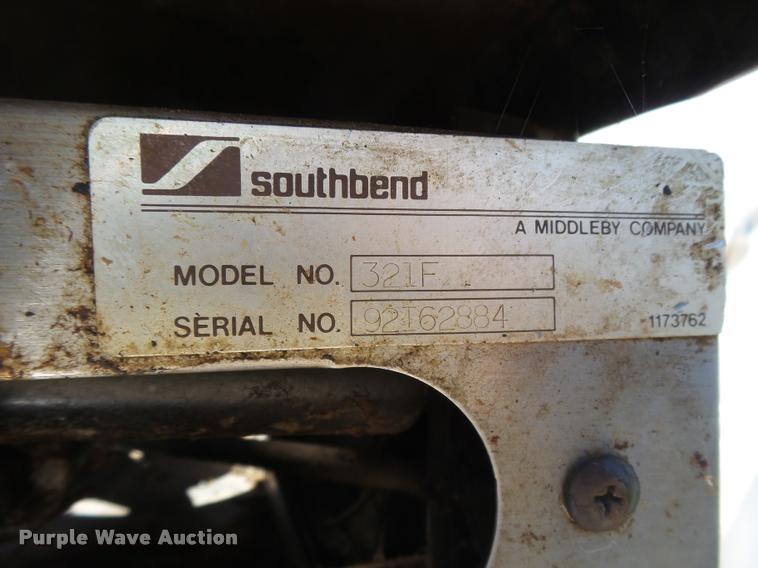 southbend
A MIDDLEBY COMPANY
MODEL NO. 321F
SERIAL NO. 92I62884
1173762
Purple Wave Auction